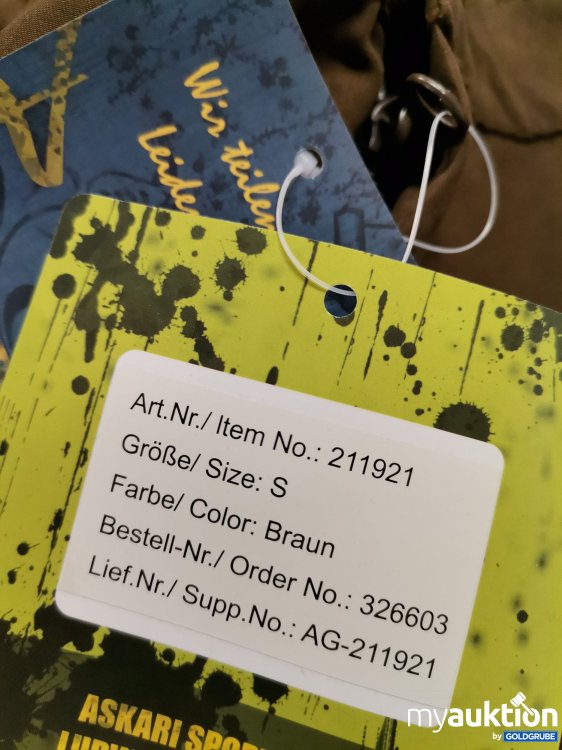 Wir teilen
Art.Nr./ Item No.: 211921
Größe/ Size: S
Farbe/ Color: Braun
Bestell-Nr./ Order No.: 326603
Lief.Nr./ Supp.No.: AG-211921
ASKARI
myauktion
by GOLDGRUBE